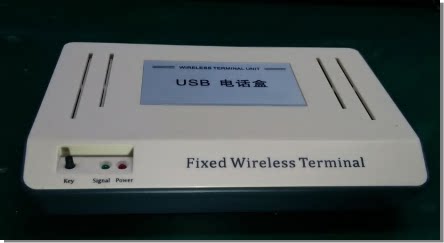 WIRELESS TERMINAL UNIT
USB 电话盒
Fixed Wireless Terminal
Key Signal Power